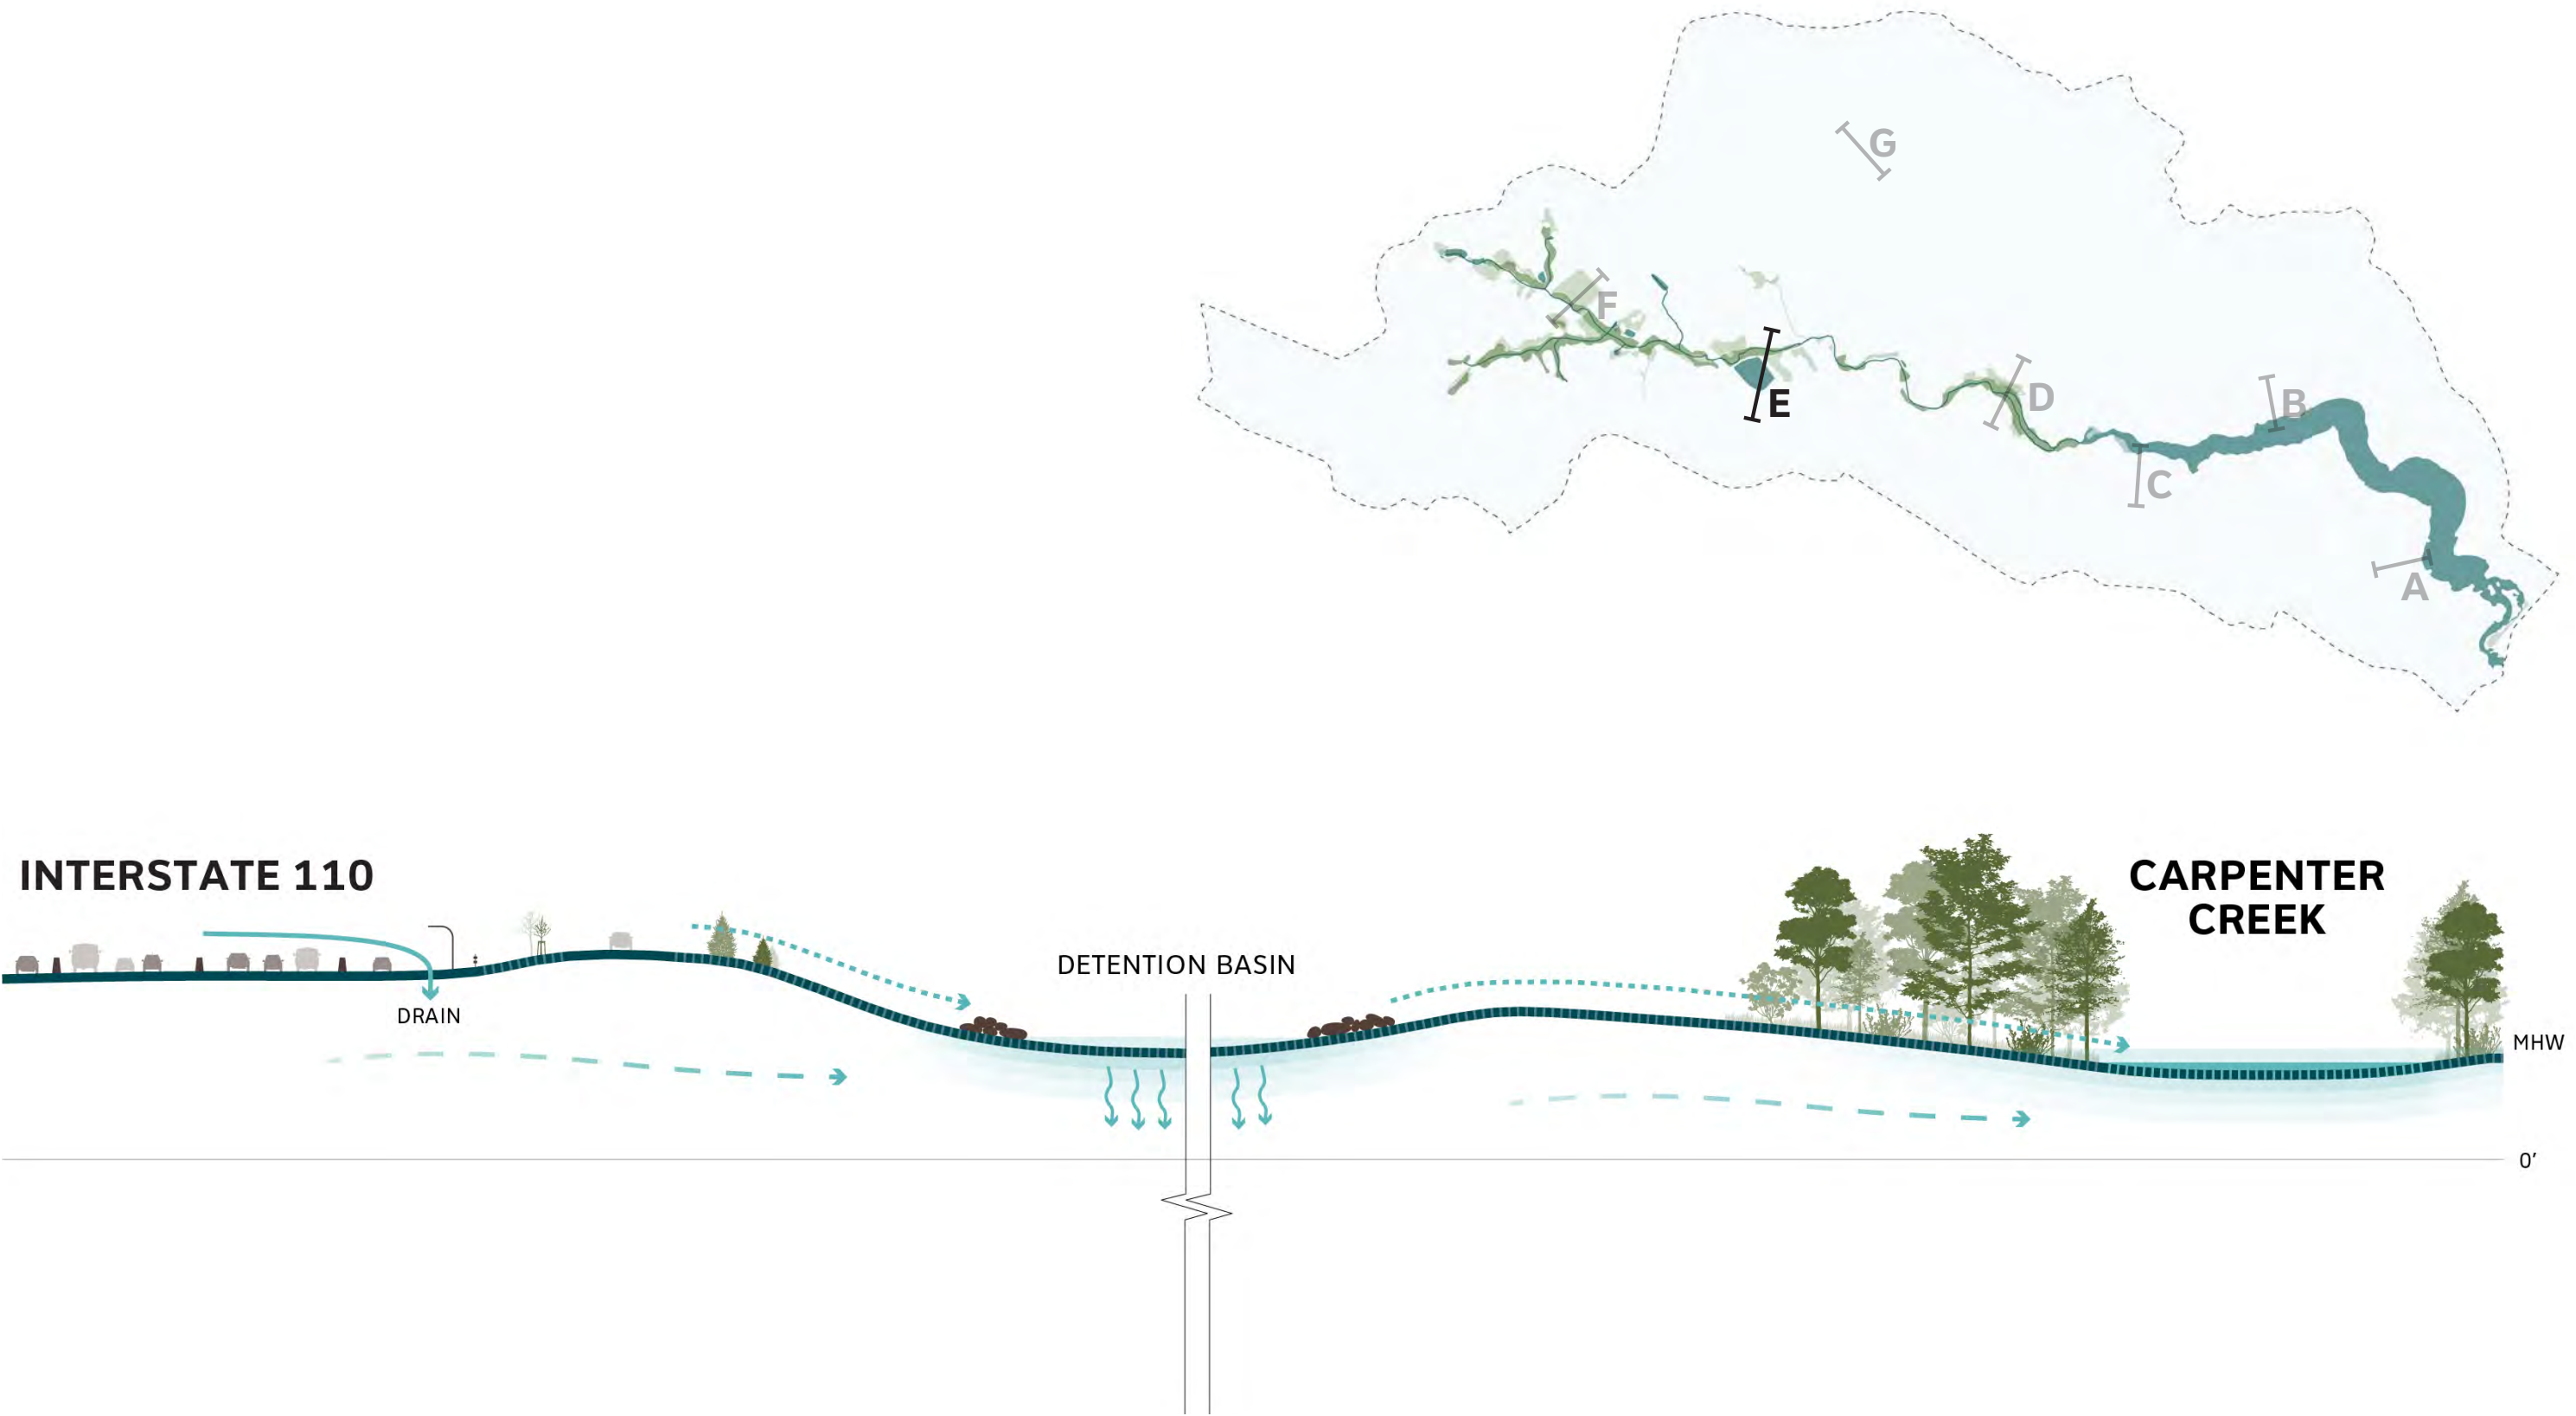 G
F
E
D
B
C
A
INTERSTATE 110
CARPENTER
CREEK
DETENTION BASIN
DRAIN
MHW
0'